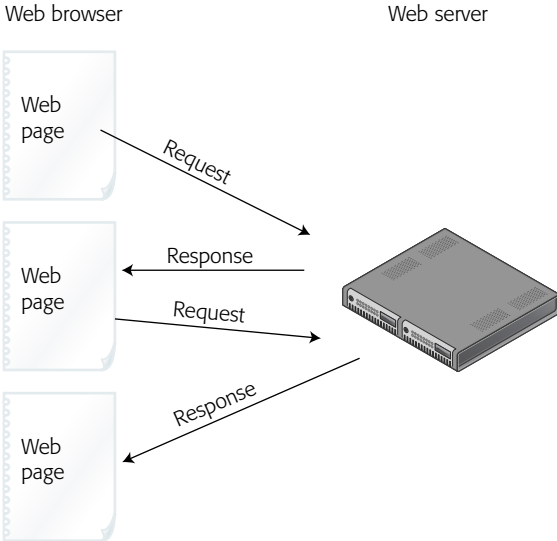 Web browser
Web server
Web
page
Request
Response
Web
page
Request
Response
Web
page